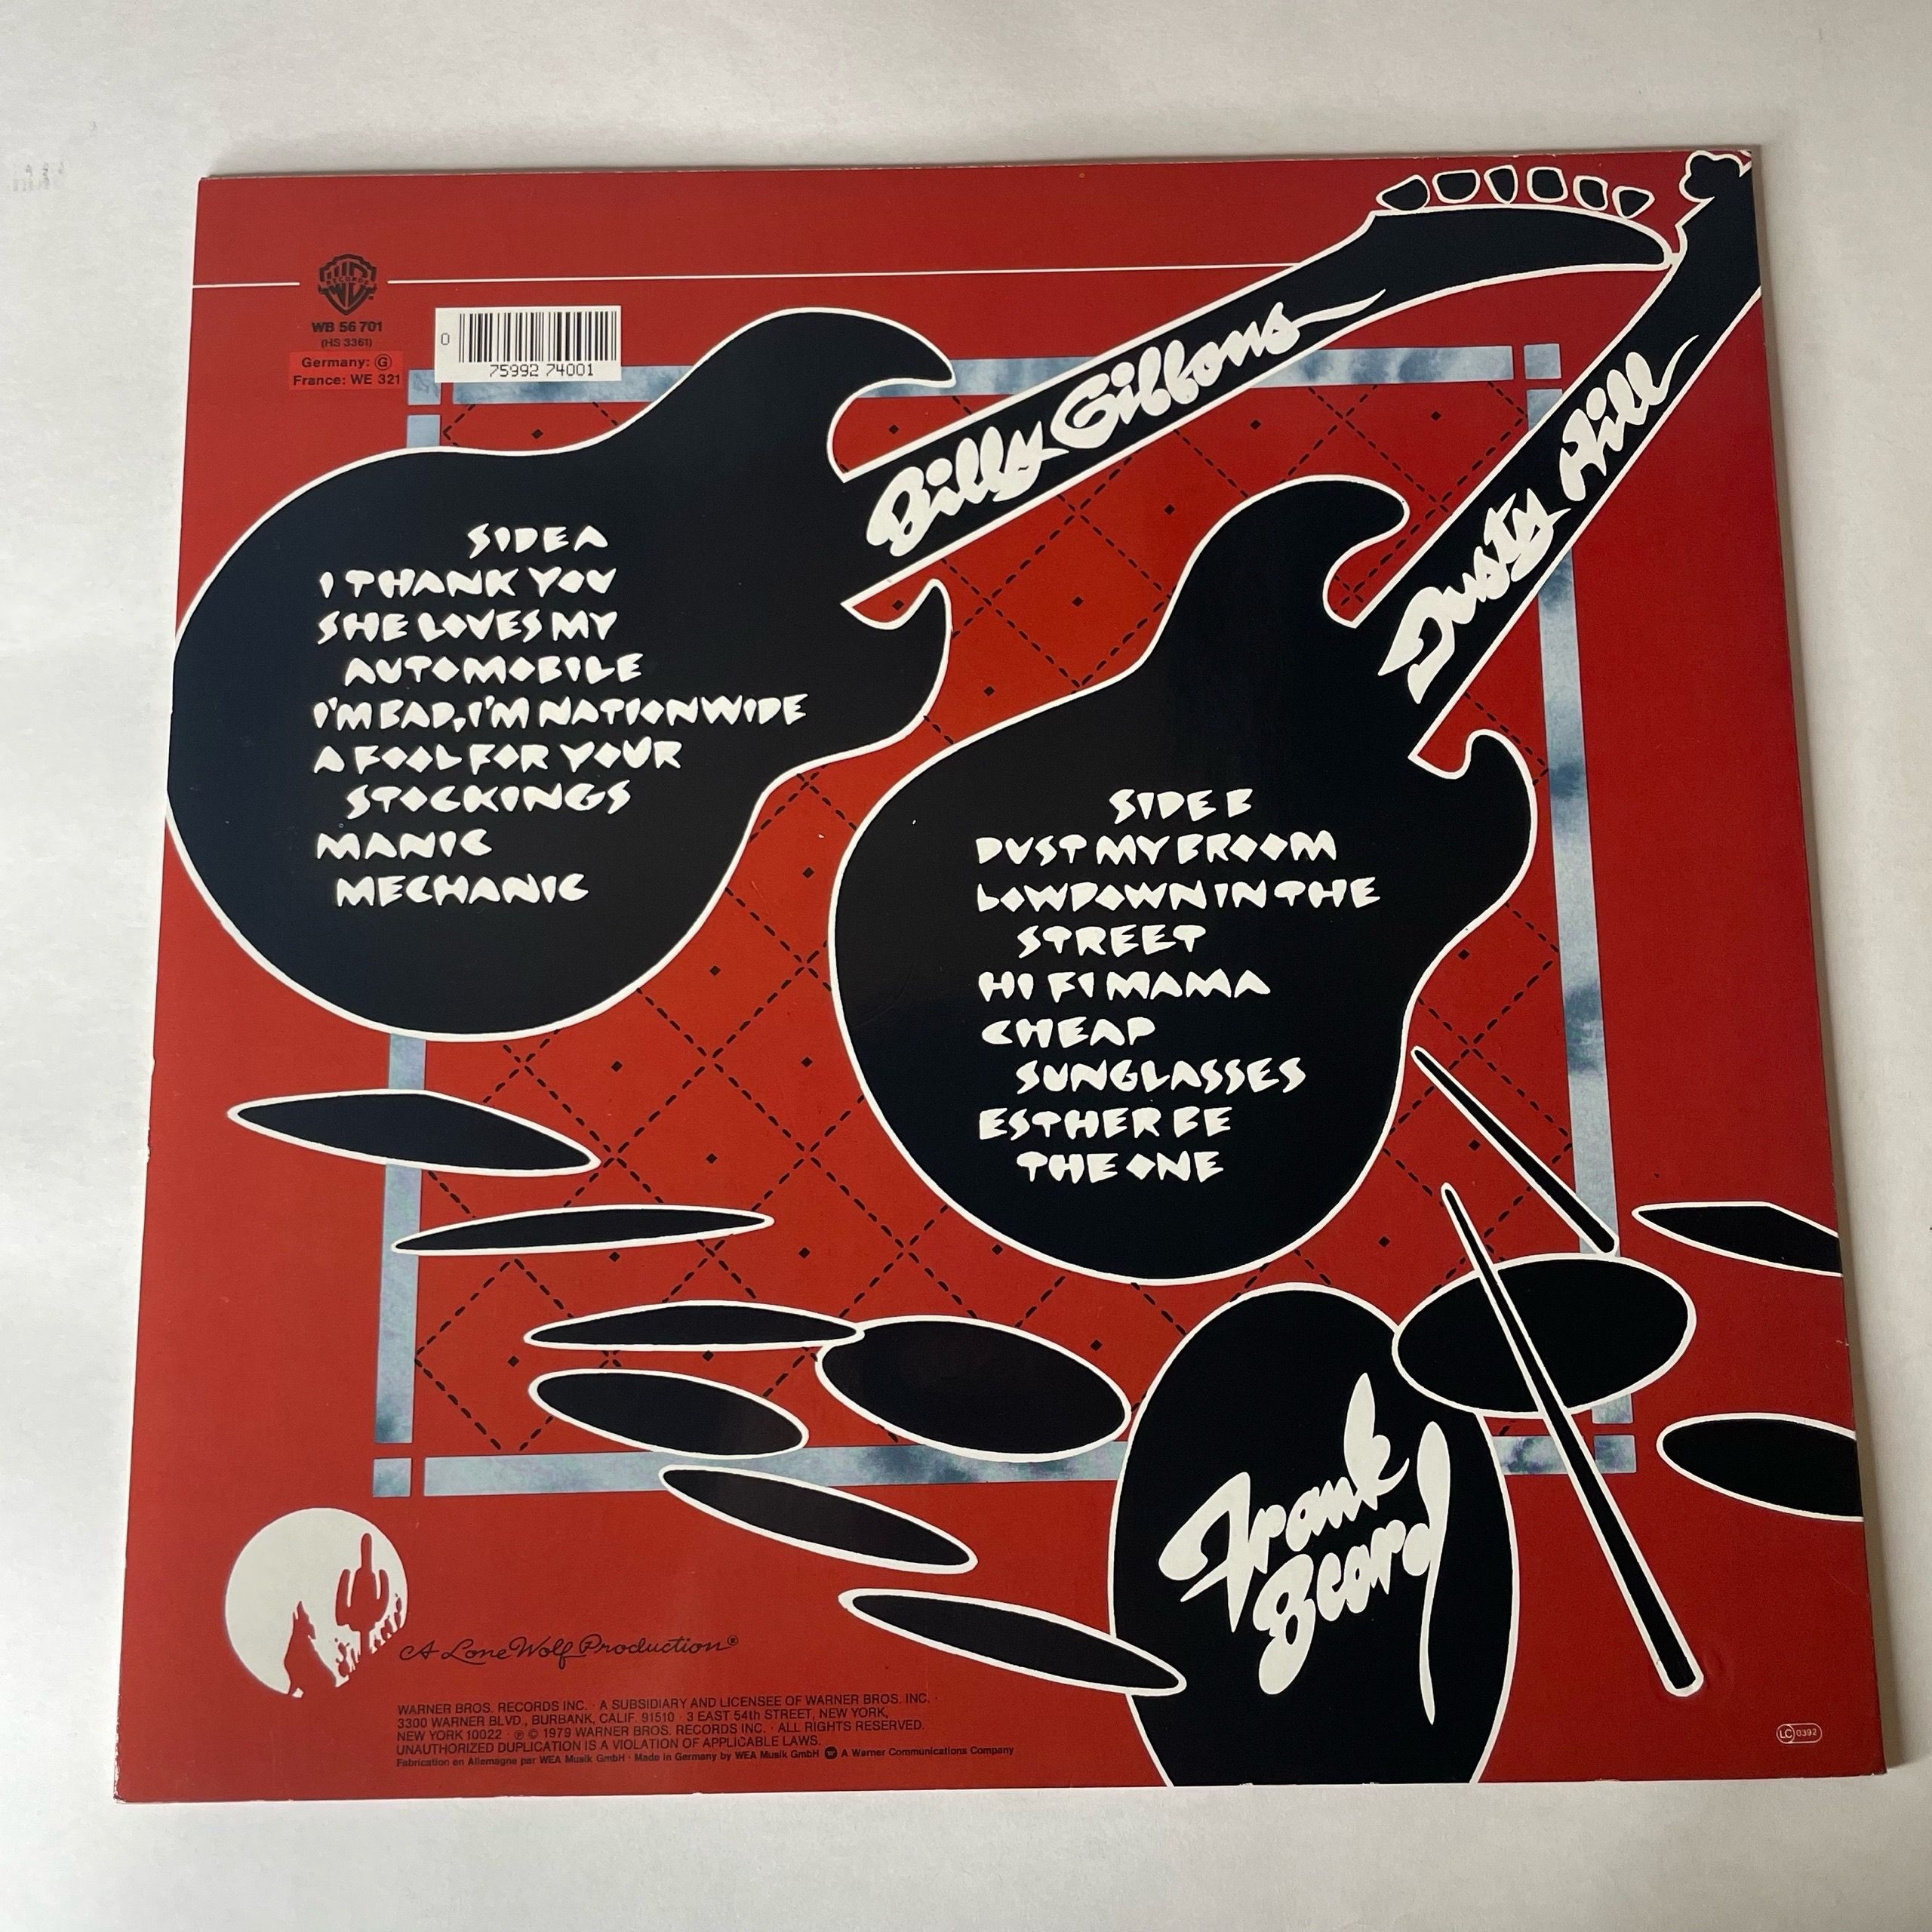 WB RECORDS
WB 56 701
(HS 3361)
Germany: G
France: WE 321
0
75992 74001
Billy Gibbons
Dusty Hill
SIDE A
I THANK YOU
SHE LOVES MY
AUTOMOBILE
I'M BAD, I'M NATIONWIDE
A FOOL FOR YOUR
STOCKINGS
MANIC
MECHANIC
SIDE B
DUST MY BROOM
LOWDOWN IN THE
STREET
HI FI MAMA
CHEAP
SUNGLASSES
ESTHER BE
THE ONE
Frank
Beard
A Lone Wolf Production®
WARNER BROS. RECORDS INC. · A SUBSIDIARY AND LICENSEE OF WARNER BROS. INC. ·
3300 WARNER BLVD., BURBANK, CALIF. 91510 · 3 EAST 54th STREET, NEW YORK,
NEW YORK 10022 · ℗ © 1979 WARNER BROS. RECORDS INC. · ALL RIGHTS RESERVED.
UNAUTHORIZED DUPLICATION IS A VIOLATION OF APPLICABLE LAWS.
Fabrication en Allemagne par WEA Musik GmbH · Made in Germany by WEA Musik GmbH A Warner Communications Company
LC 0392